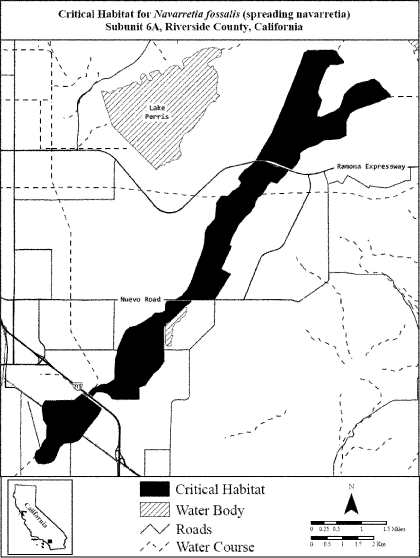 Critical Habitat for Navarretia fossalis (spreading navarretia)
Subunit 6A, Riverside County, California
Lake
Perris
Ramona Expressway
Nuevo Road
215
California
Critical Habitat
Water Body
Roads
Water Course
N
0 0.25 0.5 1 1.5 Miles
0 0.5 1 1.5 2 Km